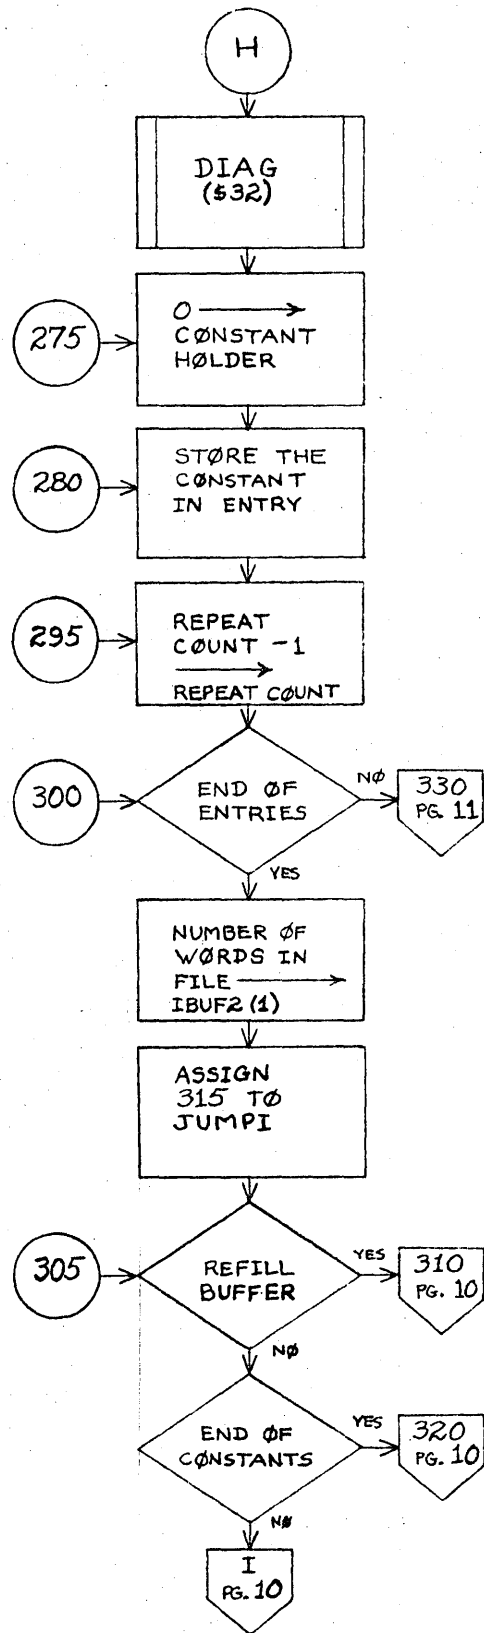 H
DIAG
($32)
275
O ⟶
CØNSTANT
HØLDER
280
STØRE THE
CØNSTANT
IN ENTRY
295
REPEAT
CØUNT -1
⟶
REPEAT CØUNT
300
END ØF
ENTRIES
NØ
330
PG. 11
YES
NUMBER ØF
WØRDS IN
FILE ⟶
IBUF2 (1)
ASSIGN
315 TØ
JUMPI
305
REFILL
BUFFER
YES
310
PG. 10
NØ
END ØF
CØNSTANTS
YES
320
PG. 10
NØ
I
PG. 10